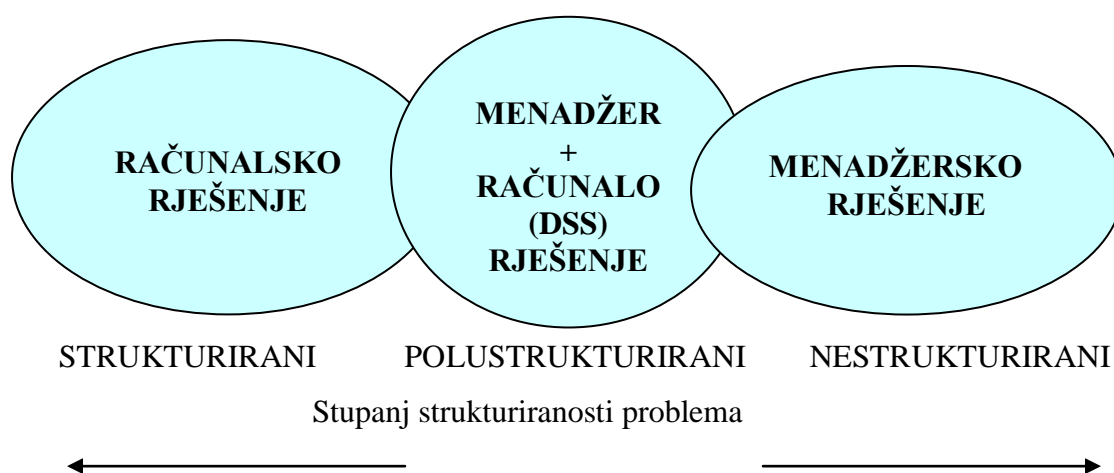 RAČUNALSKO
RJEŠENJE
MENADŽER
+
RAČUNALO
(DSS)
RJEŠENJE
MENADŽERSKO
RJEŠENJE
STRUKTURIRANI
POLUSTRUKTURIRANI
NESTRUKTURIRANI
Stupanj strukturiranosti problema